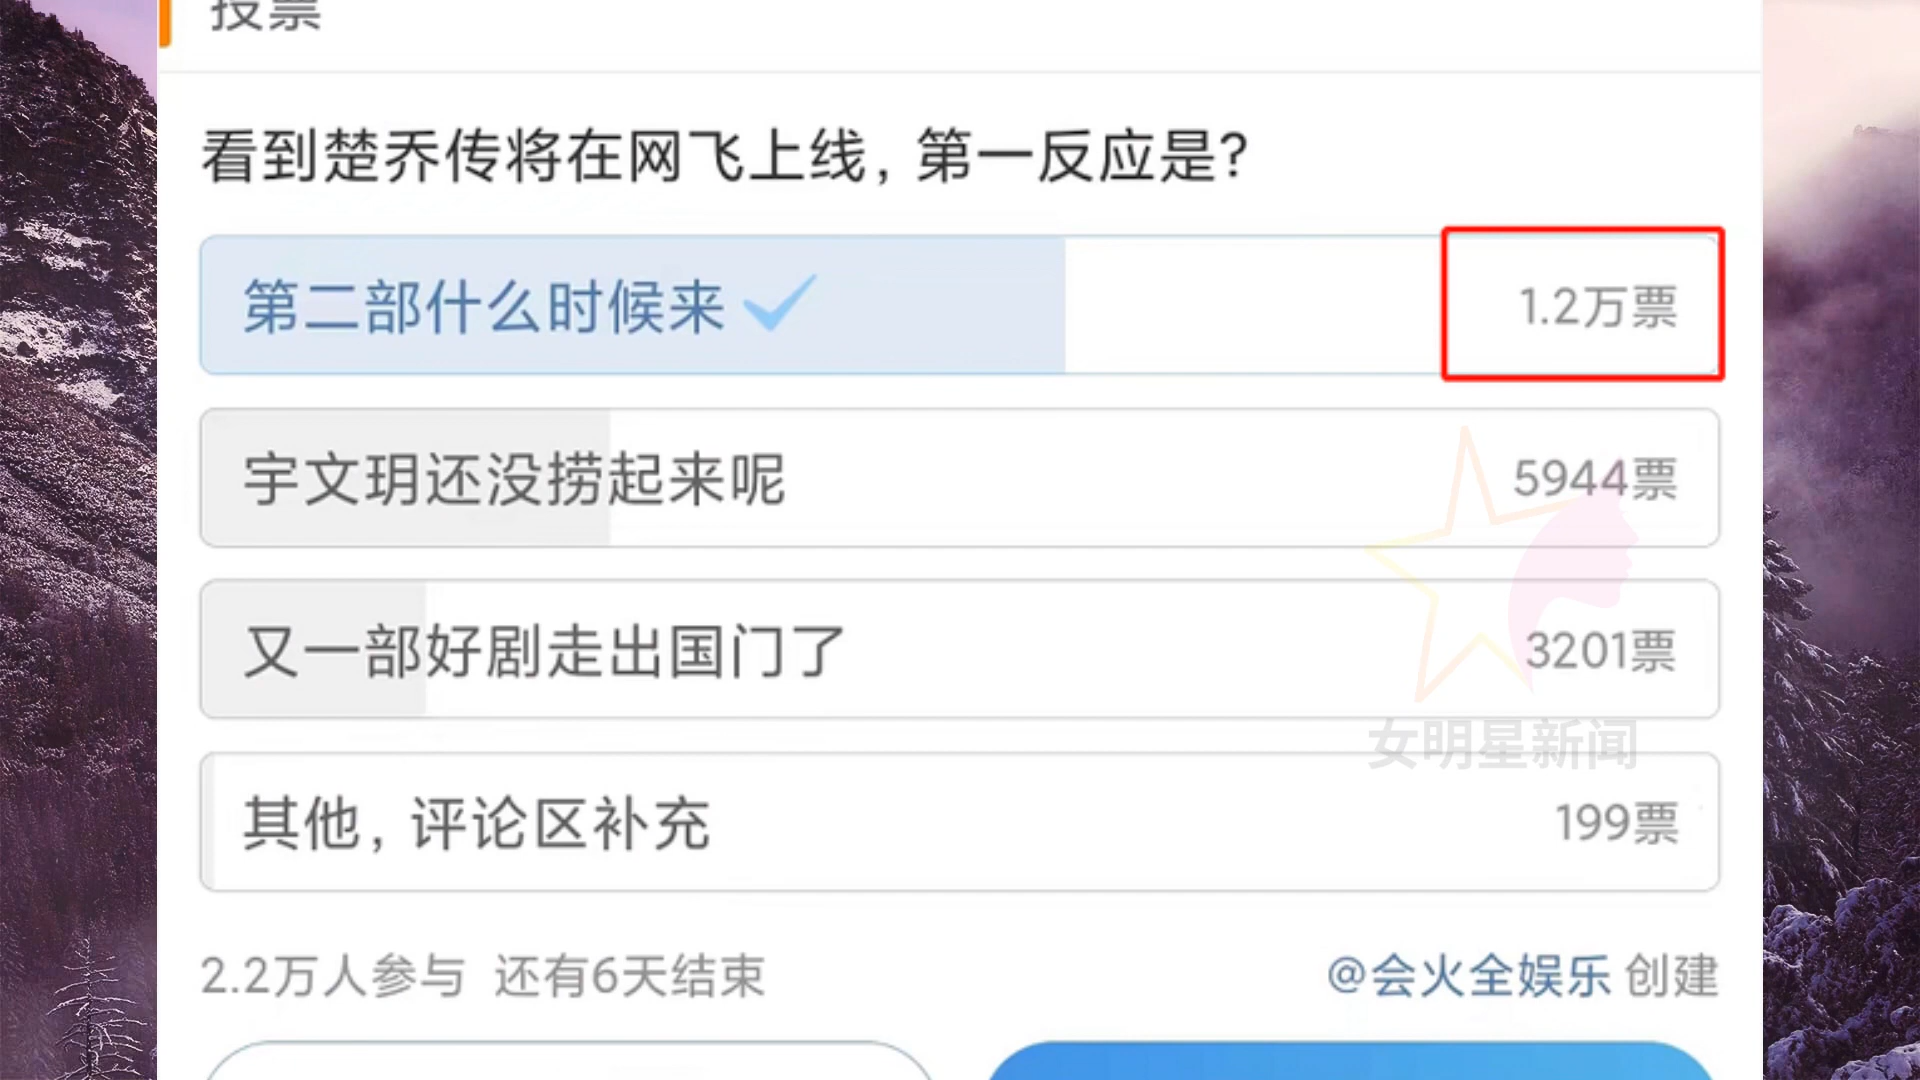 投票
看到楚乔传将在网飞上线，第一反应是?
第二部什么时候来
1.2万票
宇文玥还没捞起来呢
5944票
又一部好剧走出国门了
3201票
女明星新闻
其他，评论区补充
199票
2.2万人参与 还有6天结束
@会火全娱乐 创建